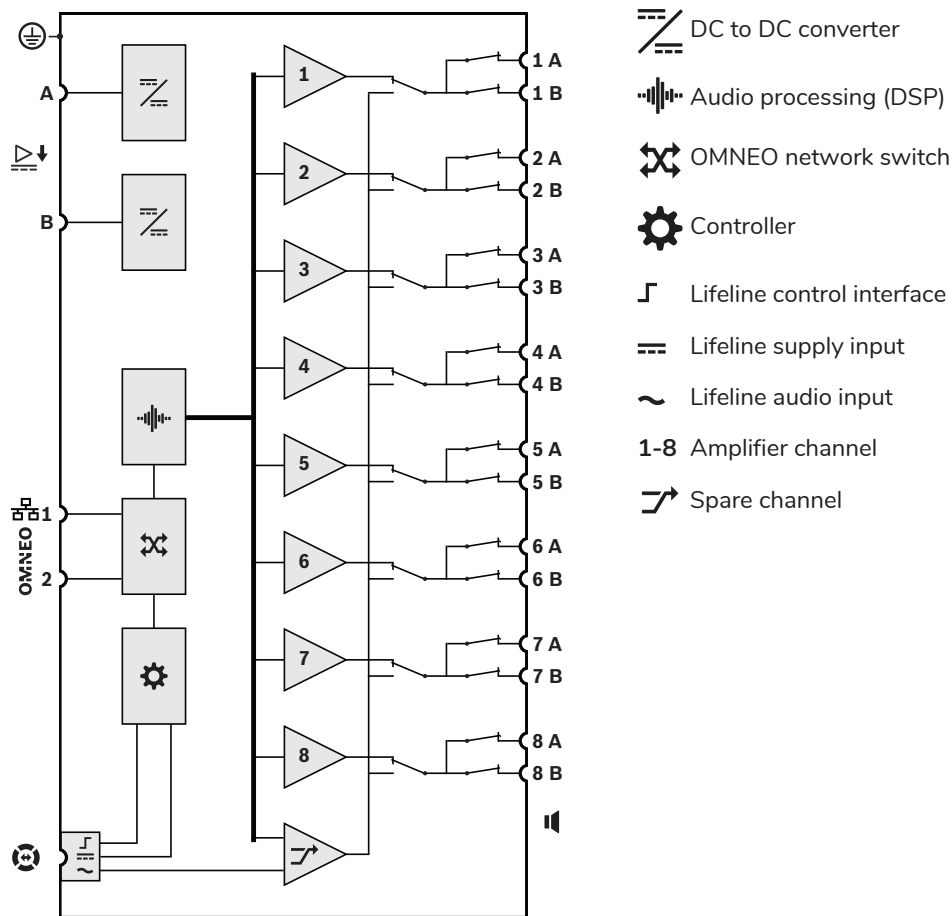 A
B
OMNEO
1
2
1
2
3
4
5
6
7
8
1 A
1 B
2 A
2 B
3 A
3 B
4 A
4 B
5 A
5 B
6 A
6 B
7 A
7 B
8 A
8 B
DC to DC converter
Audio processing (DSP)
OMNEO network switch
Controller
Lifeline control interface
Lifeline supply input
Lifeline audio input
1-8 Amplifier channel
Spare channel